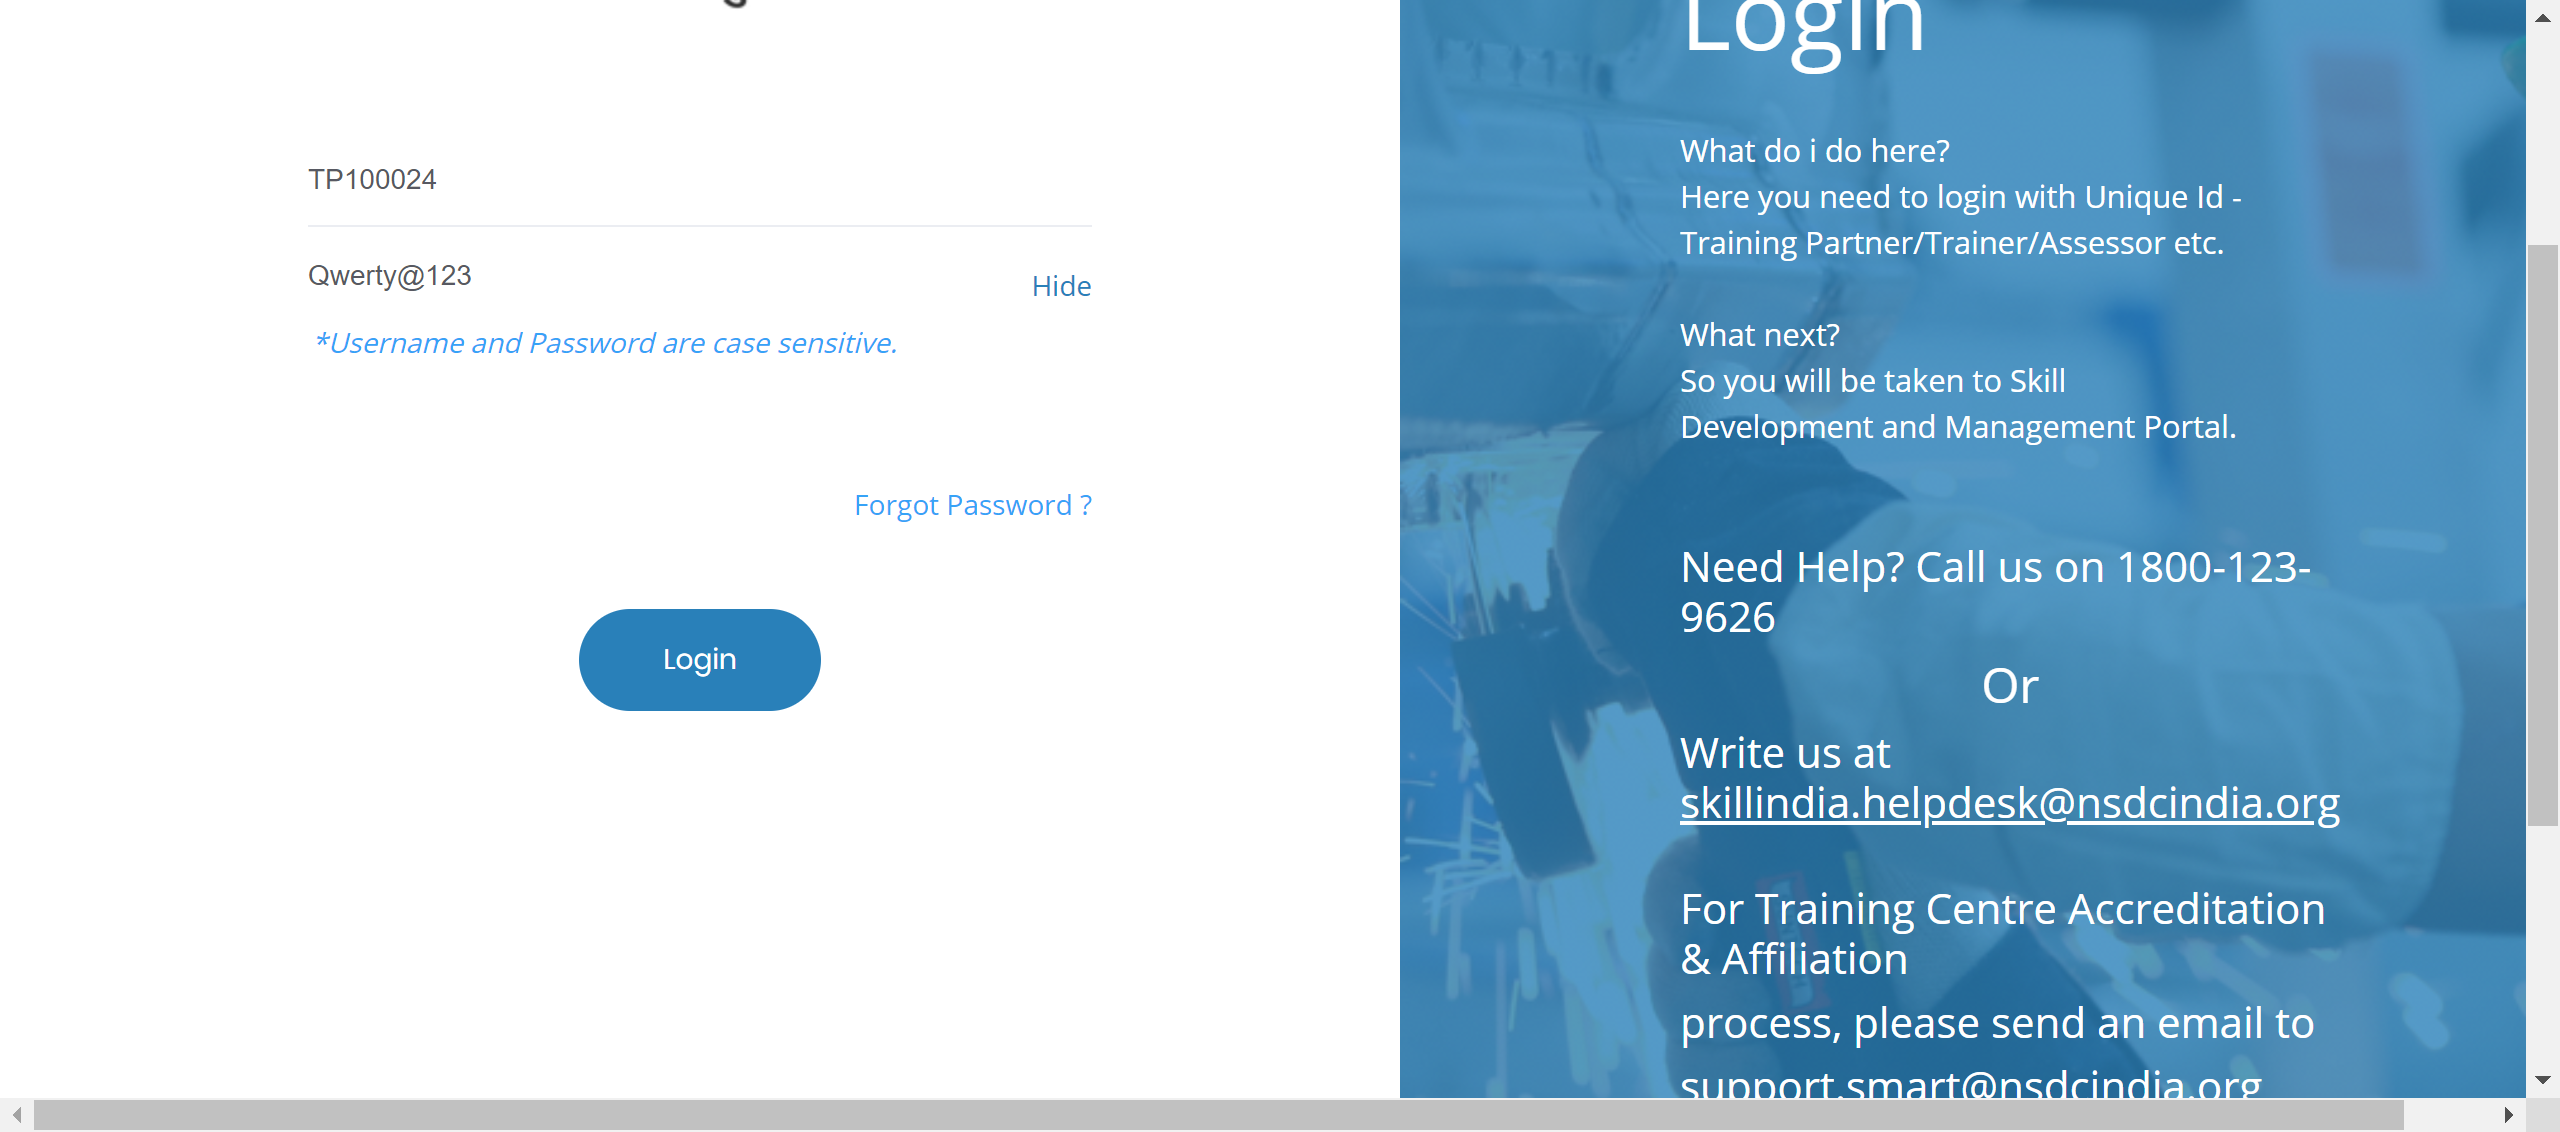 TP100024
Qwerty@123
Hide
*Username and Password are case sensitive.
Forgot Password ?
Login
Login
What do i do here?
Here you need to login with Unique Id -
Training Partner/Trainer/Assessor etc.
What next?
So you will be taken to Skill
Development and Management Portal.
Need Help? Call us on 1800-123-
9626
Or
Write us at
skillindia.helpdesk@nsdcindia.org
For Training Centre Accreditation
& Affiliation
process, please send an email to
support.smart@nsdcindia.org